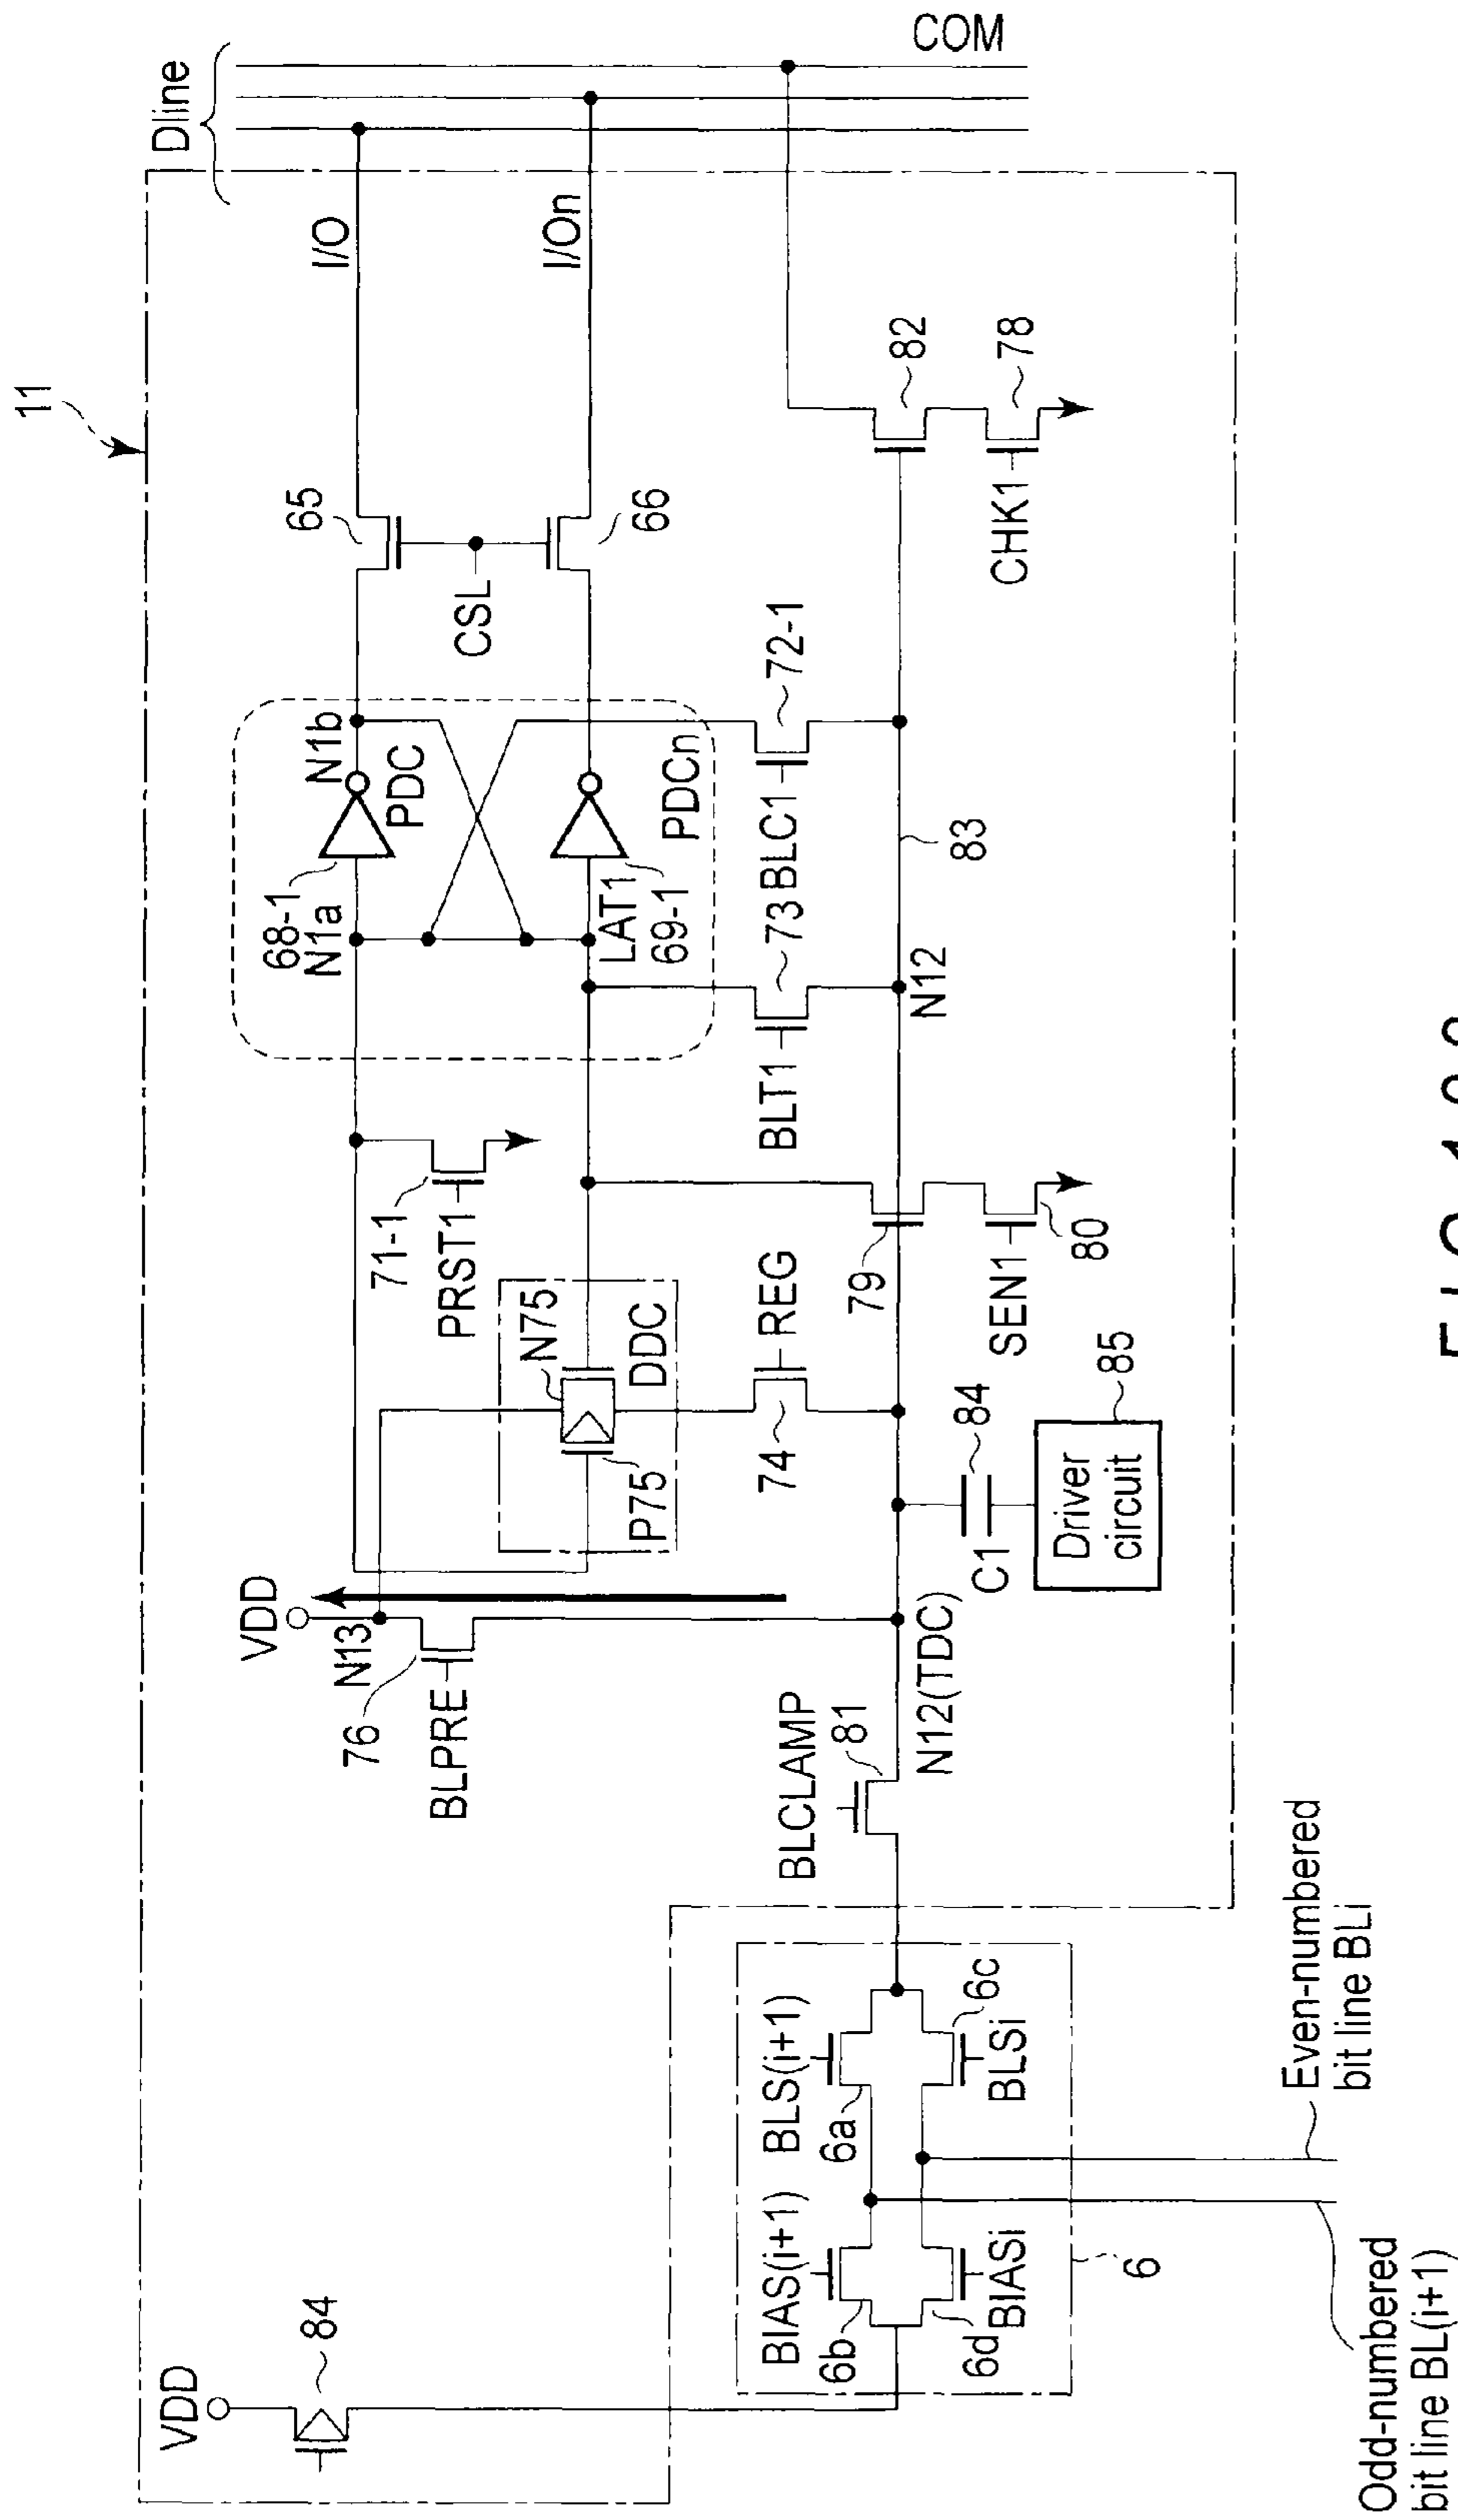 11
Dline
COM
I/O
I/On
65
66
CSL
82
78
CHK1
N1b
PDC
68-1
N1a
LAT1
69-1
PDCn
72-1
BLC1
73
BLT1
83
N12
71-1
PRST1
79
SEN1
80
N75
DDC
P75
REG
74
84
C1
Driver
circuit
85
VDD
N13
76
BLPRE
N12(TDC)
BLCLAMP
81
VDD
84
BIAS(i+1)
BLS(i+1)
6a
6b
6c
6d
BLSi
BIASi
6
Even-numbered
bit line BLi
Odd-numbered
bit line BL(i+1)